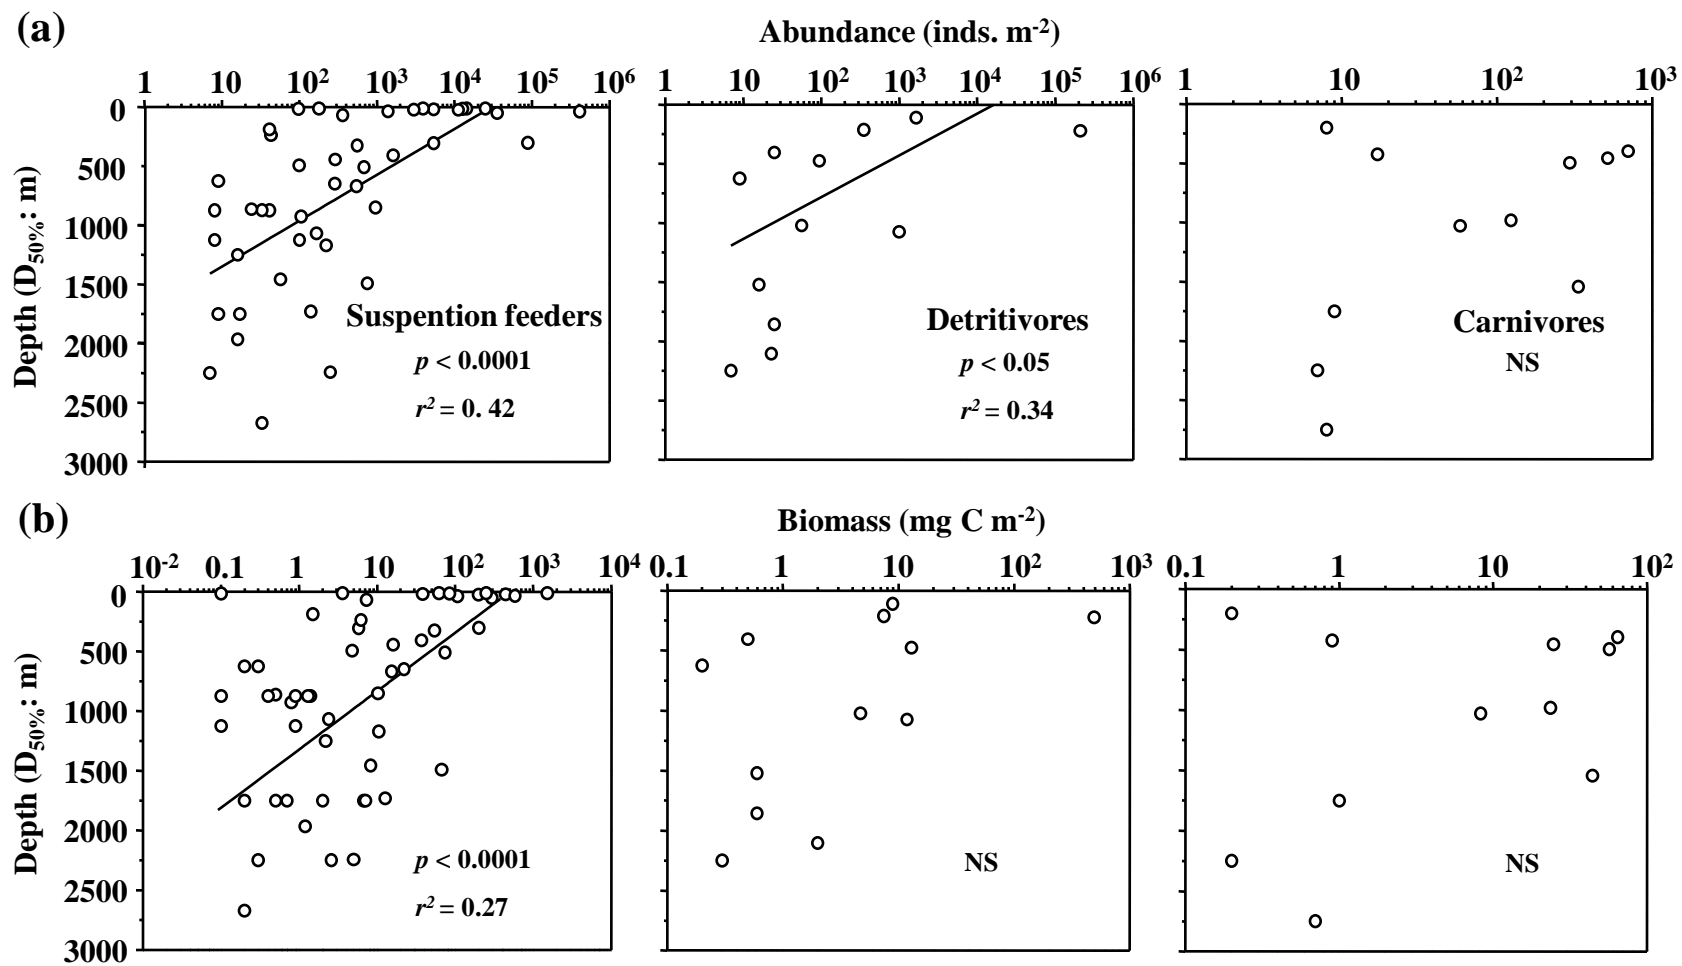 (a)
Abundance (inds. m-2)
1 10 10² 10³ 10⁴ 10⁵ 10⁶
1 10 10² 10³ 10⁴ 10⁵ 10⁶
1 10 10² 10³
Depth (D50%: m)
0
500
1000
1500
2000
2500
3000
Suspention feeders
p < 0.0001
r² = 0. 42
Detritivores
p < 0.05
r² = 0.34
Carnivores
NS
(b)
Biomass (mg C m-2)
10-2 0.1 1 10 10² 10³ 10⁴
0.1 1 10 10² 10³
0.1 1 10 10²
Depth (D50%: m)
0
500
1000
1500
2000
2500
3000
p < 0.0001
r² = 0.27
NS
NS